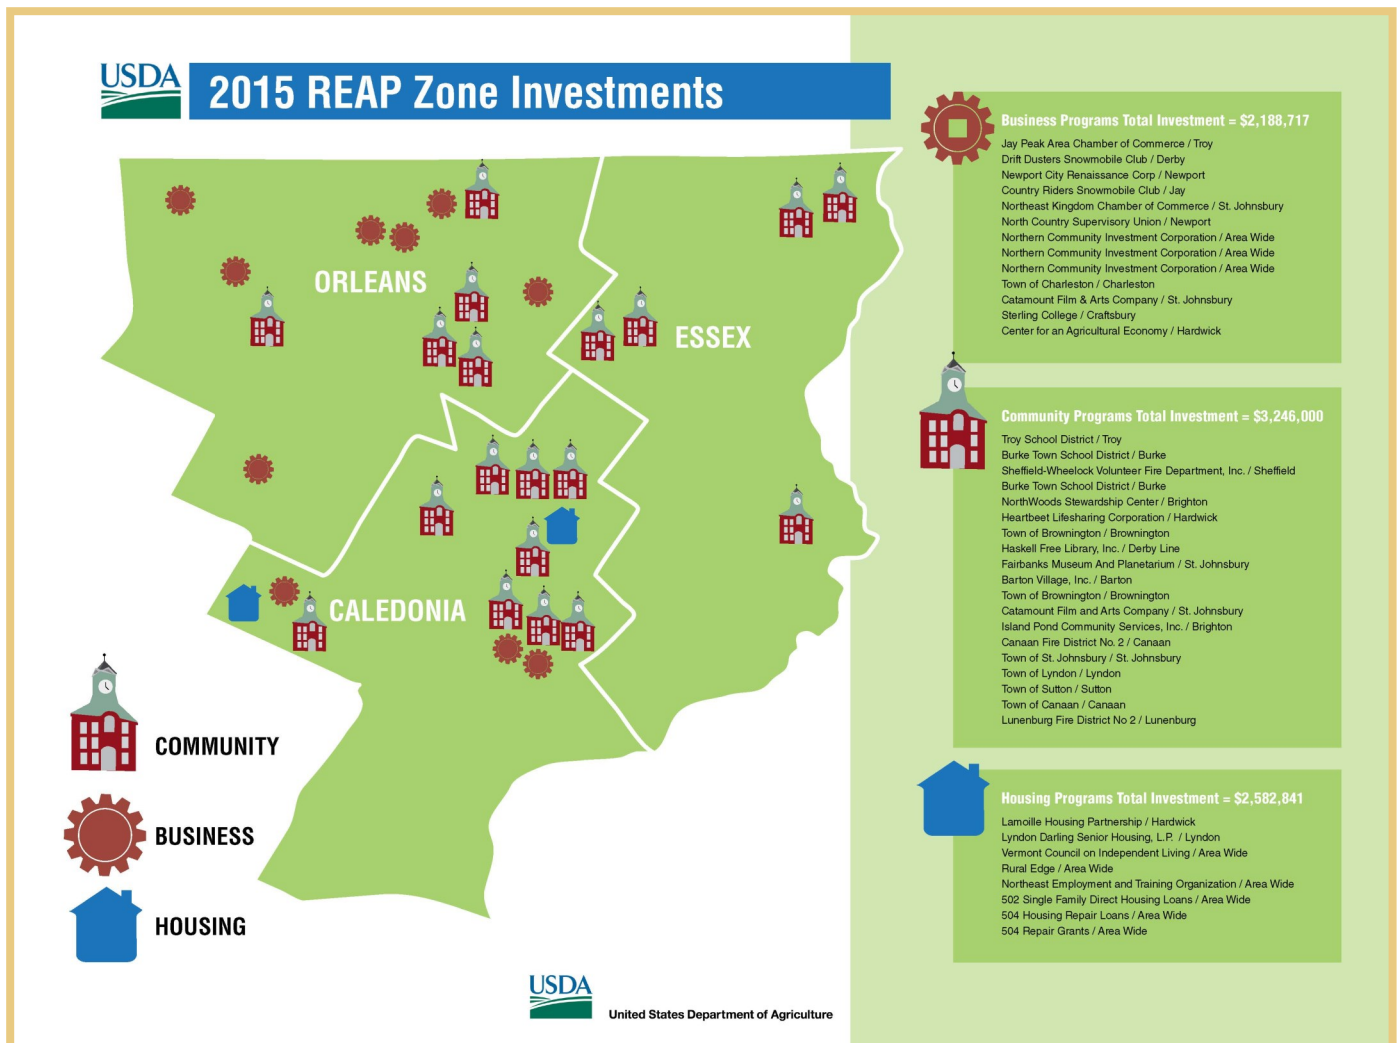 USDA
2015 REAP Zone Investments
ORLEANS
ESSEX
CALEDONIA
COMMUNITY
BUSINESS
HOUSING
Business Programs Total Investment = $2,188,717
Jay Peak Area Chamber of Commerce / Troy
Drift Dusters Snowmobile Club / Derby
Newport City Renaissance Corp / Newport
Country Riders Snowmobile Club / Jay
Northeast Kingdom Chamber of Commerce / St. Johnsbury
North Country Supervisory Union / Newport
Northern Community Investment Corporation / Area Wide
Northern Community Investment Corporation / Area Wide
Northern Community Investment Corporation / Area Wide
Town of Charleston / Charleston
Catamount Film & Arts Company / St. Johnsbury
Sterling College / Craftsbury
Center for an Agricultural Economy / Hardwick
Community Programs Total Investment = $3,246,000
Troy School District / Troy
Burke Town School District / Burke
Sheffield-Wheelock Volunteer Fire Department, Inc. / Sheffield
Burke Town School District / Burke
NorthWoods Stewardship Center / Brighton
Heartbeet Lifesharing Corporation / Hardwick
Town of Brownington / Brownington
Haskell Free Library, Inc. / Derby Line
Fairbanks Museum And Planetarium / St. Johnsbury
Barton Village, Inc. / Barton
Town of Brownington / Brownington
Catamount Film and Arts Company / St. Johnsbury
Island Pond Community Services, Inc. / Brighton
Canaan Fire District No. 2 / Canaan
Town of St. Johnsbury / St. Johnsbury
Town of Lyndon / Lyndon
Town of Sutton / Sutton
Town of Canaan / Canaan
Lunenburg Fire District No 2 / Lunenburg
Housing Programs Total Investment = $2,582,841
Lamoille Housing Partnership / Hardwick
Lyndon Darling Senior Housing, L.P. / Lyndon
Vermont Council on Independent Living / Area Wide
Rural Edge / Area Wide
Northeast Employment and Training Organization / Area Wide
502 Single Family Direct Housing Loans / Area Wide
504 Housing Repair Loans / Area Wide
504 Repair Grants / Area Wide
USDA
United States Department of Agriculture